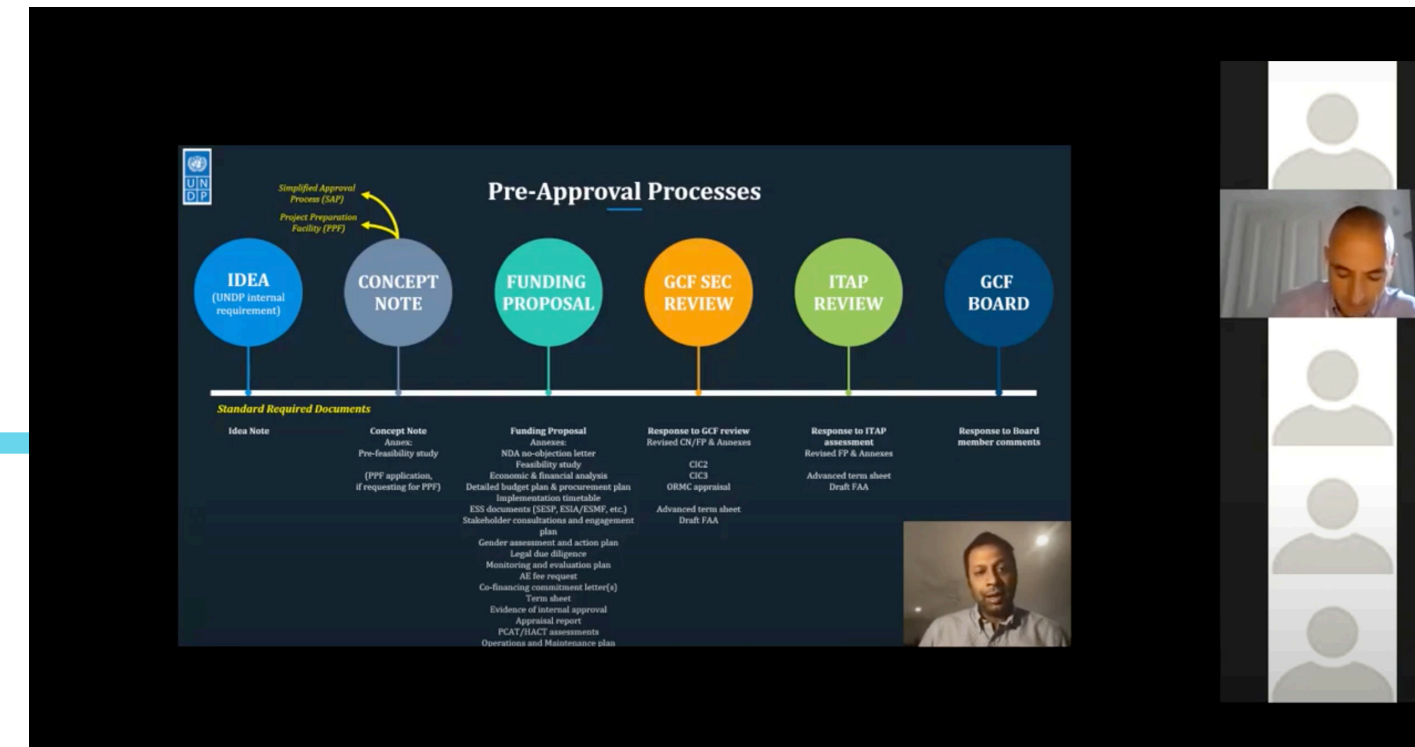 UN
DP
Pre-Approval Processes
Simplified Approval
Process (SAP)
Project Preparation
Facility (PPF)
IDEA
(UNDP internal
requirement)
CONCEPT
NOTE
FUNDING
PROPOSAL
GCF SEC
REVIEW
ITAP
REVIEW
GCF
BOARD
Standard Required Documents
Idea Note
Concept Note
Annex:
Pre-feasibility study
(PPF application,
if requesting for PPF)
Funding Proposal
Annexes:
NDA no-objection letter
Feasibility study
Economic & financial analysis
Detailed budget plan & procurement plan
Implementation timetable
ESS documents (SESP, ESIA/ESMF, etc.)
Stakeholder consultations and engagement
plan
Gender assessment and action plan
Legal due diligence
Monitoring and evaluation plan
AE fee request
Co-financing commitment letter(s)
Term sheet
Evidence of internal approval
Appraisal report
PCAT/HACT assessments
Operations and Maintenance plan
Response to GCF review
Revised CN/FP & Annexes
CIC2
CIC3
ORMC appraisal
Advanced term sheet
Draft FAA
Response to ITAP
assessment
Revised FP & Annexes
Advanced term sheet
Draft FAA
Response to Board
member comments